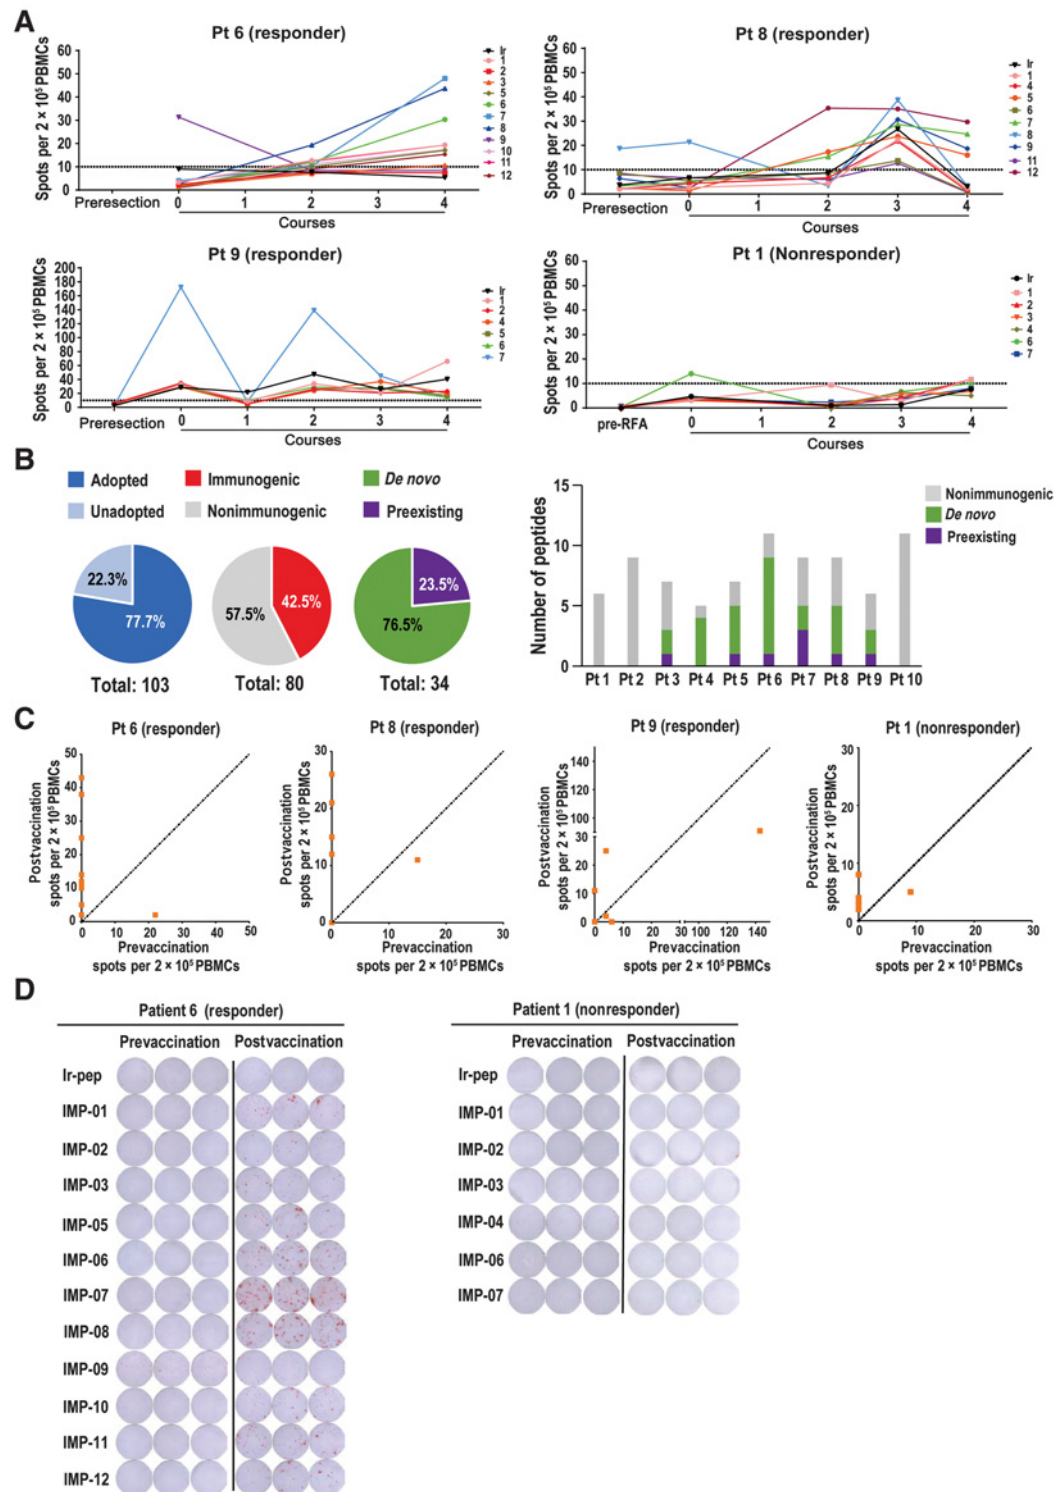 A
Pt 6 (responder)
Spots per 2 × 10⁵ PBMCs
60
50
40
30
20
10
0
Preresection
0
1
2
3
4
Courses
Ir
1
2
3
5
6
7
8
9
10
11
12
Pt 8 (responder)
Spots per 2 × 10⁵ PBMCs
60
50
40
30
20
10
0
Preresection
0
1
2
3
4
Courses
Ir
1
4
5
6
7
8
9
11
12
Pt 9 (responder)
Spots per 2 × 10⁵ PBMCs
200
180
160
140
120
100
80
60
40
20
0
Preresection
0
1
2
3
4
Courses
Ir
1
2
4
5
6
7
Pt 1 (Nonresponder)
Spots per 2 × 10⁵ PBMCs
60
50
40
30
20
10
0
pre-RFA
0
1
2
3
4
Courses
Ir
1
2
3
4
6
7
B
Adopted
Immunogenic
De novo
Unadopted
Nonimmunogenic
Preexisting
22.3%
77.7%
57.5%
42.5%
23.5%
76.5%
Total: 103
Total: 80
Total: 34
Number of peptides
15
10
5
0
Pt 1 Pt 2 Pt 3 Pt 4 Pt 5 Pt 6 Pt 7 Pt 8 Pt 9 Pt 10
Nonimmunogenic
De novo
Preexisting
C
Pt 6 (responder)
Postvaccination
spots per 2 × 10⁵ PBMCs
50
40
30
20
10
0
0 10 20 30 40 50
Prevaccination
spots per 2 × 10⁵ PBMCs
Pt 8 (responder)
Postvaccination
spots per 2 × 10⁵ PBMCs
30
20
10
0
0 10 20 30
Prevaccination
spots per 2 × 10⁵ PBMCs
Pt 9 (responder)
Postvaccination
spots per 2 × 10⁵ PBMCs
140
120
100
80
30
20
10
0
0 10 20 30 100 120 140
Prevaccination
spots per 2 × 10⁵ PBMCs
Pt 1 (nonresponder)
Postvaccination
spots per 2 × 10⁵ PBMCs
30
20
10
0
0 10 20 30
Prevaccination
spots per 2 × 10⁵ PBMCs
D
Patient 6 (responder)
Prevaccination Postvaccination
Ir-pep
IMP-01
IMP-02
IMP-03
IMP-05
IMP-06
IMP-07
IMP-08
IMP-09
IMP-10
IMP-11
IMP-12
Patient 1 (nonresponder)
Prevaccination Postvaccination
Ir-pep
IMP-01
IMP-02
IMP-03
IMP-04
IMP-06
IMP-07